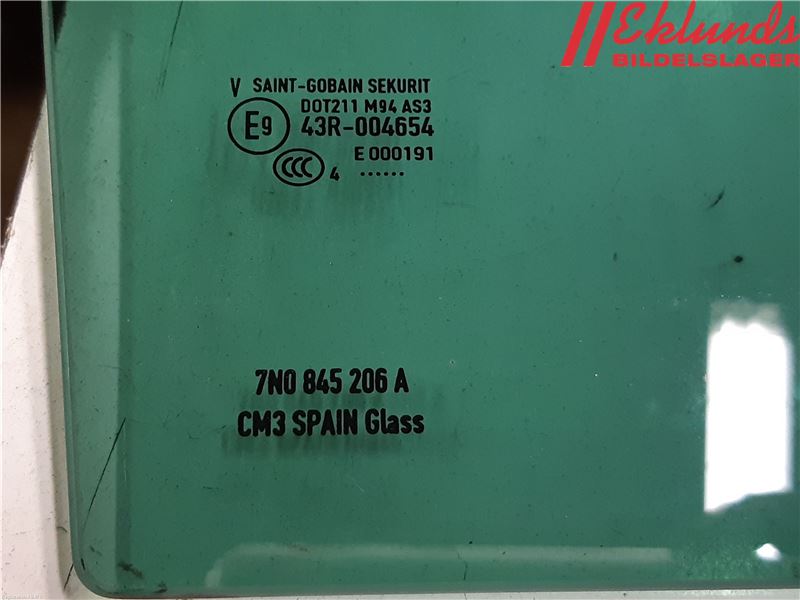 Eklunds
BILDELSLAGER
V SAINT-GOBAIN SEKURIT
DOT211 M94 AS3
E9 43R-004654
E 000191
CCC 4 ......
7N0 845 206 A
CM3 SPAIN Glass